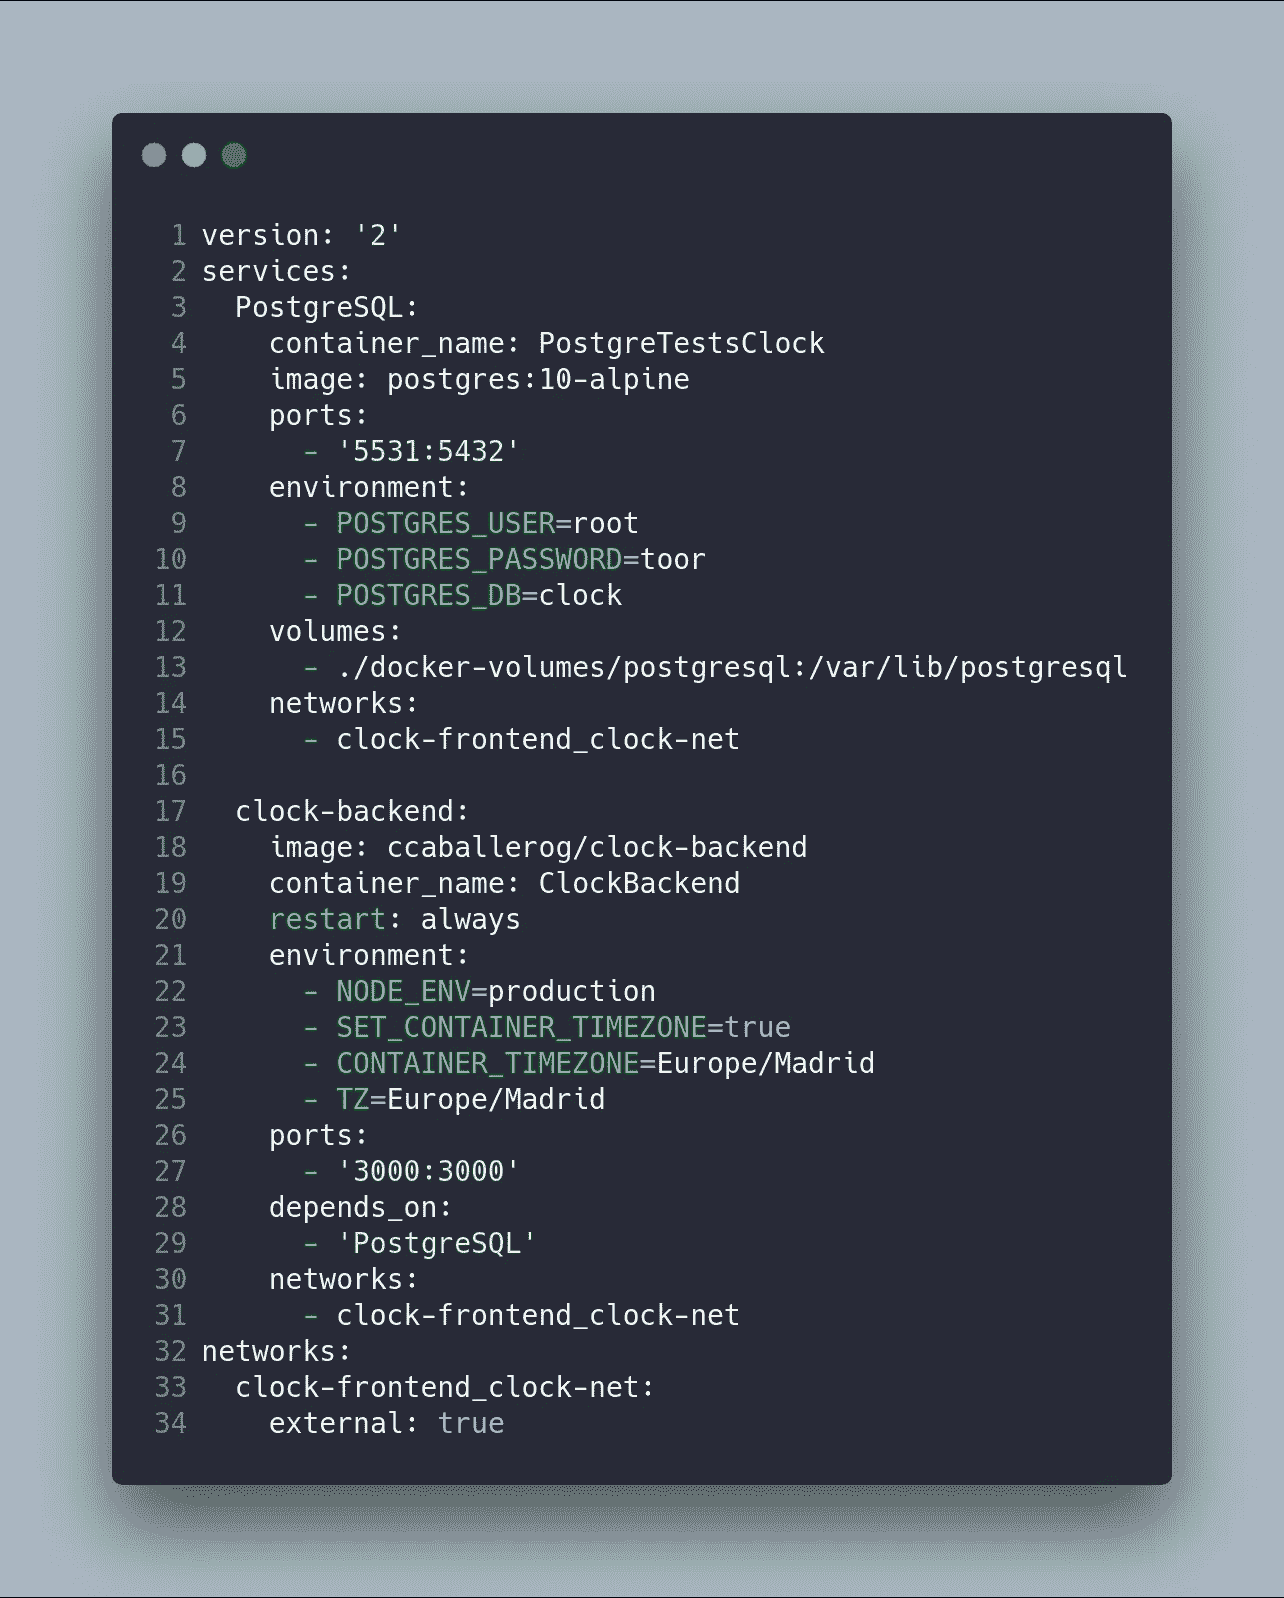 1 version: '2'
2 services:
3   PostgreSQL:
4     container_name: PostgreTestsClock
5     image: postgres:10-alpine
6     ports:
7       - '5531:5432'
8     environment:
9       - POSTGRES_USER=root
10       - POSTGRES_PASSWORD=toor
11       - POSTGRES_DB=clock
12     volumes:
13       - ./docker-volumes/postgresql:/var/lib/postgresql
14     networks:
15       - clock-frontend_clock-net
16
17   clock-backend:
18     image: ccaballerog/clock-backend
19     container_name: ClockBackend
20     restart: always
21     environment:
22       - NODE_ENV=production
23       - SET_CONTAINER_TIMEZONE=true
24       - CONTAINER_TIMEZONE=Europe/Madrid
25       - TZ=Europe/Madrid
26     ports:
27       - '3000:3000'
28     depends_on:
29       - 'PostgreSQL'
30     networks:
31       - clock-frontend_clock-net
32 networks:
33   clock-frontend_clock-net:
34     external: true